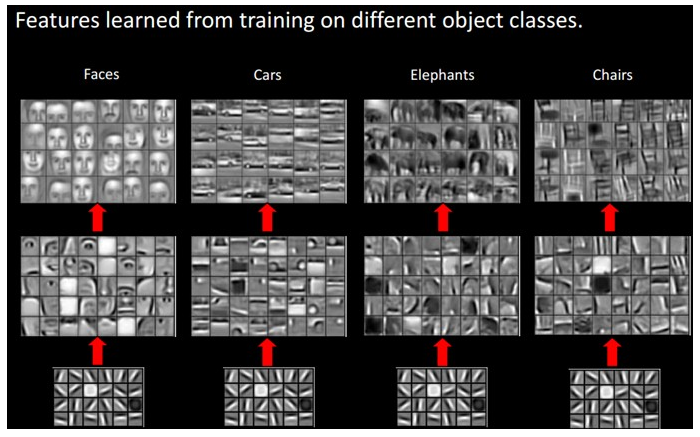 Features learned from training on different object classes.
Faces
Cars
Elephants
Chairs